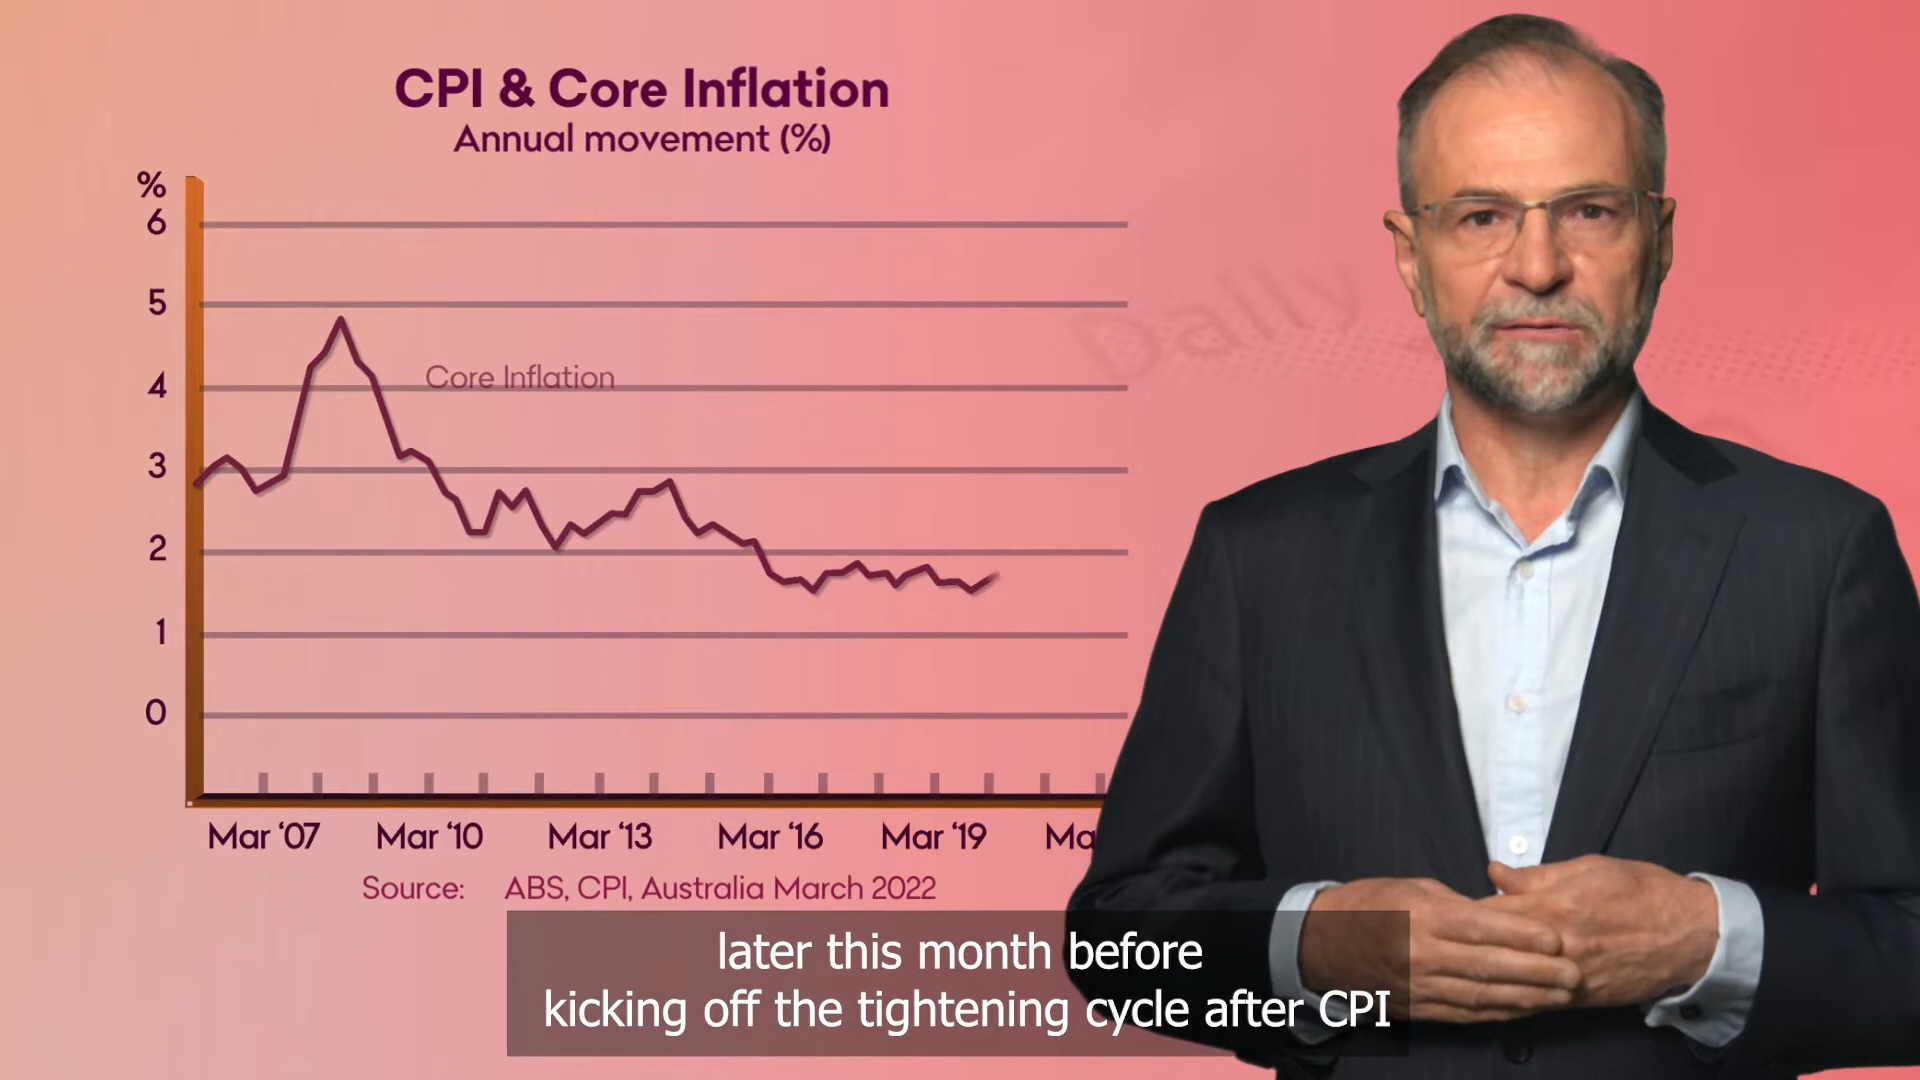 CPI & Core Inflation
Annual movement (%)
%
6
5
4
3
2
1
0
Core Inflation
Daily
Mar ‘07 Mar ‘10 Mar ‘13 Mar ‘16 Mar ‘19 Ma
Source: ABS, CPI, Australia March 2022
later this month before
kicking off the tightening cycle after CPI